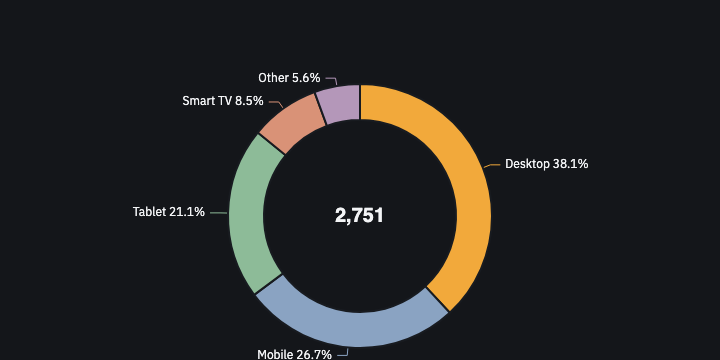 Other 5.6%
Smart TV 8.5%
Desktop 38.1%
Tablet 21.1%
2,751
Mobile 26.7%